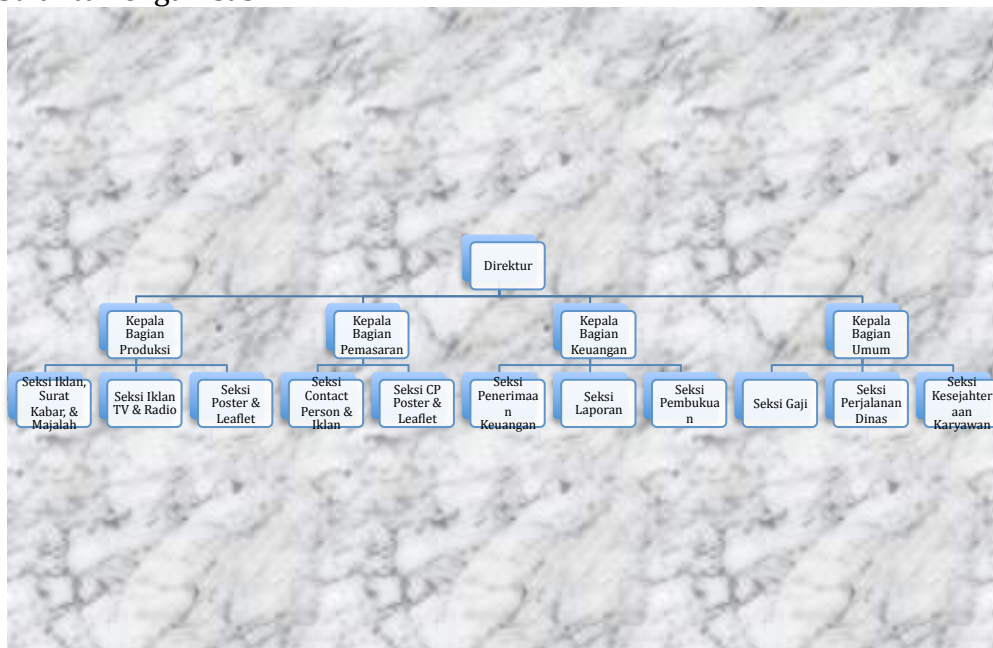 Direktur
Kepala
Bagian
Produksi
Kepala
Bagian
Pemasaran
Kepala
Bagian
Keuangan
Kepala
Bagian
Umum
Seksi Iklan,
Surat
Kabar, &
Majalah
Seksi Iklan
TV & Radio
Seksi
Poster &
Leaflet
Seksi
Contact
Person &
Iklan
Seksi CP
Poster &
Leaflet
Seksi
Penerimaa
n
Keuangan
Seksi
Laporan
Seksi
Pembukua
n
Seksi Gaji
Seksi
Perjalanan
Dinas
Seksi
Kesejahter
aan
Karyawan